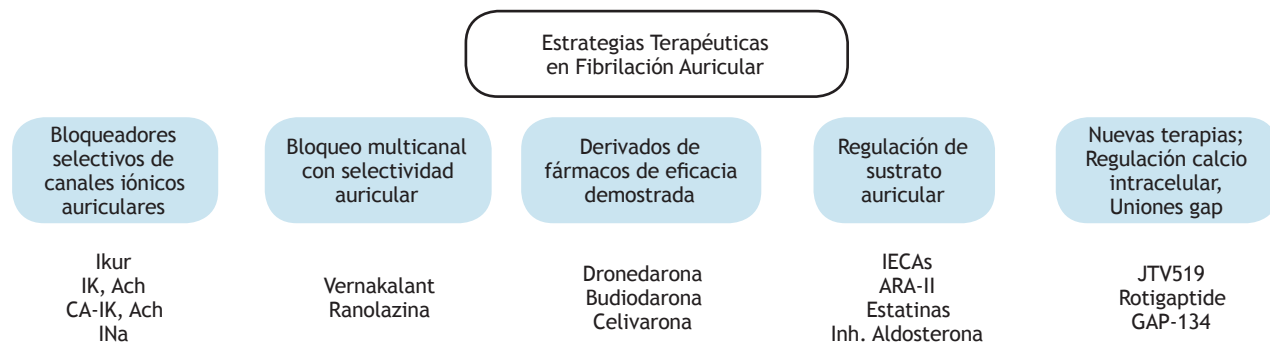 Estrategias Terapéuticas
en Fibrilación Auricular
Bloqueadores
selectivos de
canales iónicos
auriculares
Bloqueo multicanal
con selectividad
auricular
Derivados de
fármacos de eficacia
demostrada
Regulación de
sustrato
auricular
Nuevas terapias;
Regulación calcio
intracelular,
Uniones gap
Ikur
IK, Ach
CA-IK, Ach
INa
Vernakalant
Ranolazina
Dronedarona
Budiodarona
Celivarona
IECAs
ARA-II
Estatinas
Inh. Aldosterona
JTV519
Rotigaptide
GAP-134